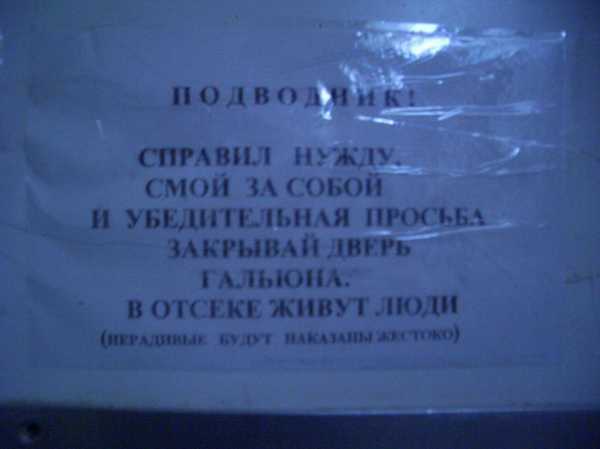 ПОДВОДНИК!
СПРАВИЛ НУЖДУ,
СМОЙ ЗА СОБОЙ
И УБЕДИТЕЛЬНАЯ ПРОСЬБА
ЗАКРЫВАЙ ДВЕРЬ
ГАЛЬЮНА.
В ОТСЕКЕ ЖИВУТ ЛЮДИ
(НЕРАДИВЫЕ БУДУТ НАКАЗАНЫ ЖЕСТОКО)